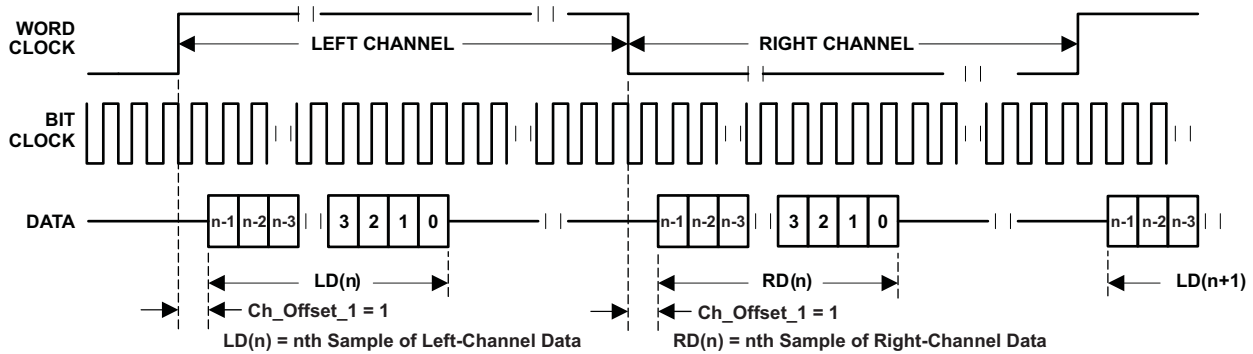 WORD
CLOCK
LEFT CHANNEL
RIGHT CHANNEL
BIT
CLOCK
DATA
n-1 n-2 n-3 3 2 1 0
n-1 n-2 n-3 3 2 1 0
n-1 n-2 n-3
LD(n)
RD(n)
LD(n+1)
Ch_Offset_1 = 1
Ch_Offset_1 = 1
LD(n) = nth Sample of Left-Channel Data
RD(n) = nth Sample of Right-Channel Data